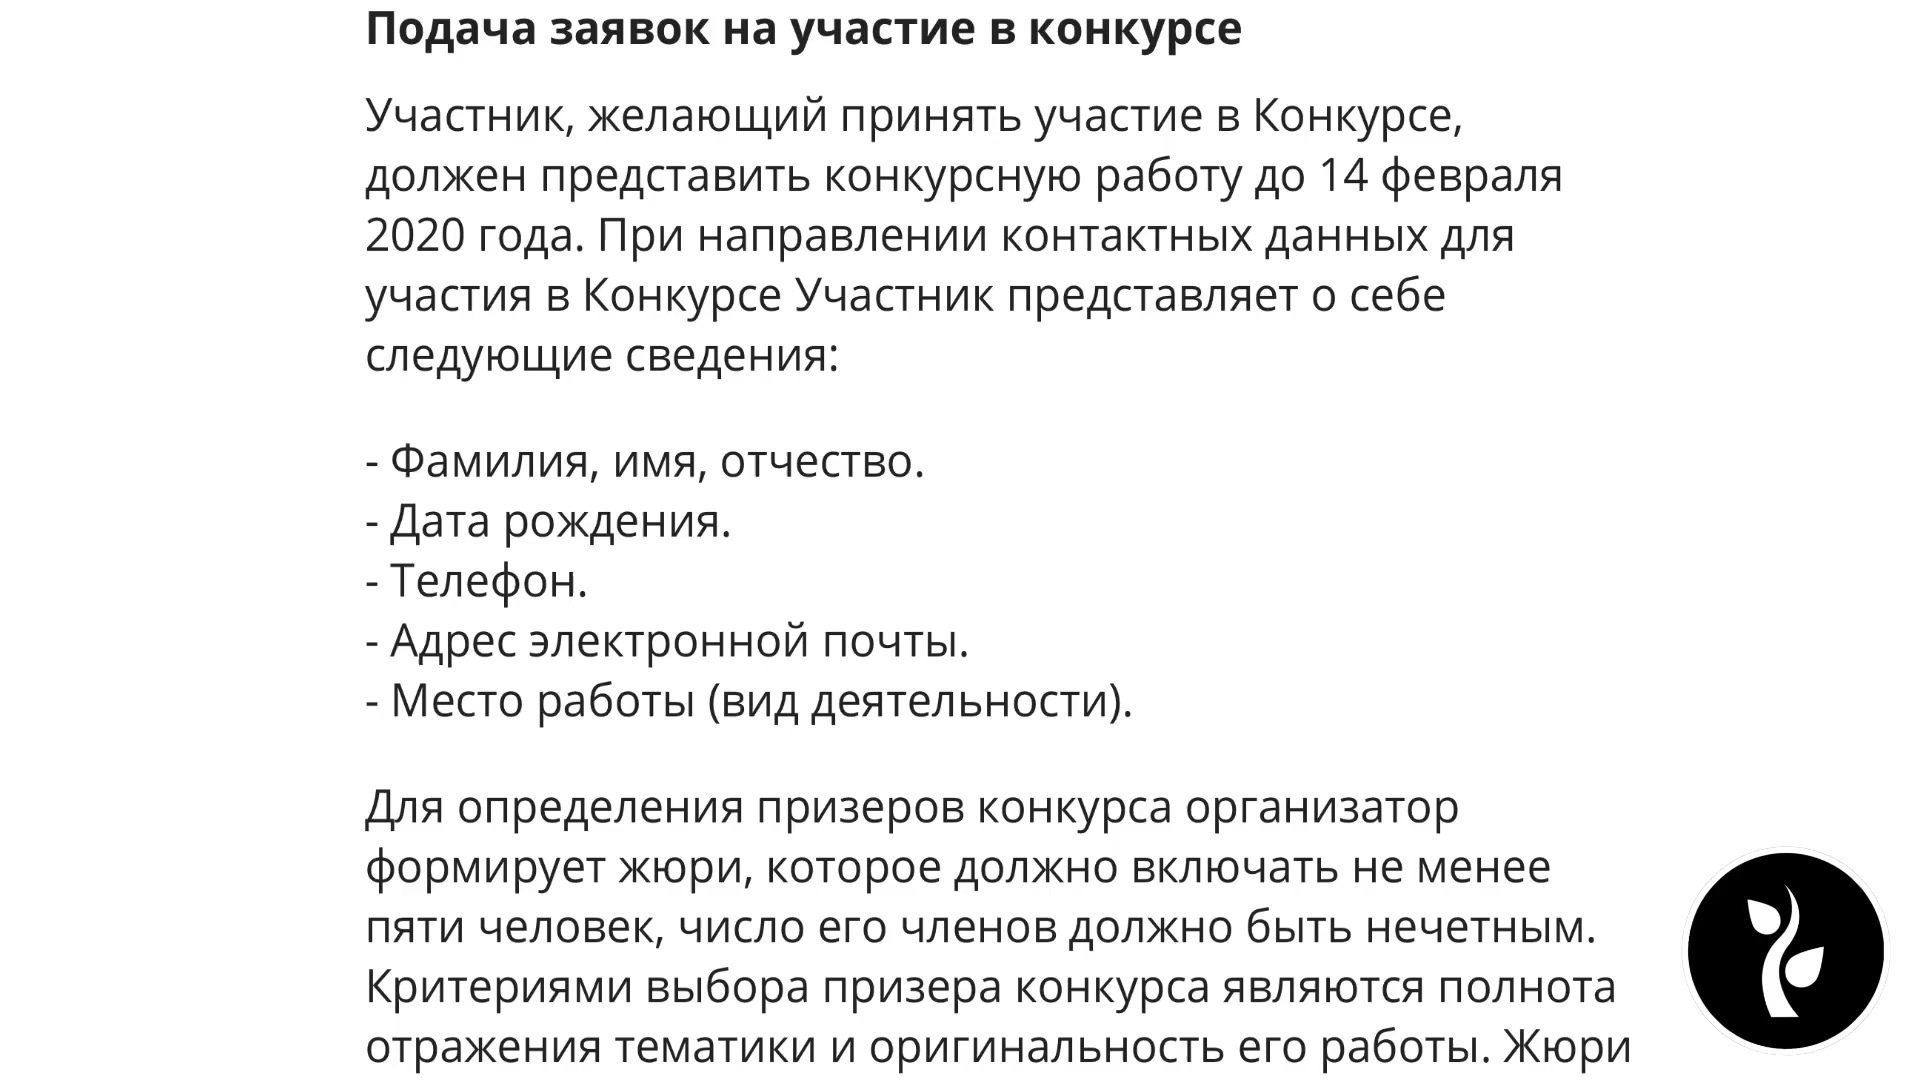 Подача заявок на участие в конкурсе
Участник, желающий принять участие в Конкурсе,
должен представить конкурсную работу до 14 февраля
2020 года. При направлении контактных данных для
участия в Конкурсе Участник представляет о себе
следующие сведения:
- Фамилия, имя, отчество.
- Дата рождения.
- Телефон.
- Адрес электронной почты.
- Место работы (вид деятельности).
Для определения призеров конкурса организатор
формирует жюри, которое должно включать не менее
пяти человек, число его членов должно быть нечетным.
Критериями выбора призера конкурса являются полнота
отражения тематики и оригинальность его работы. Жюри